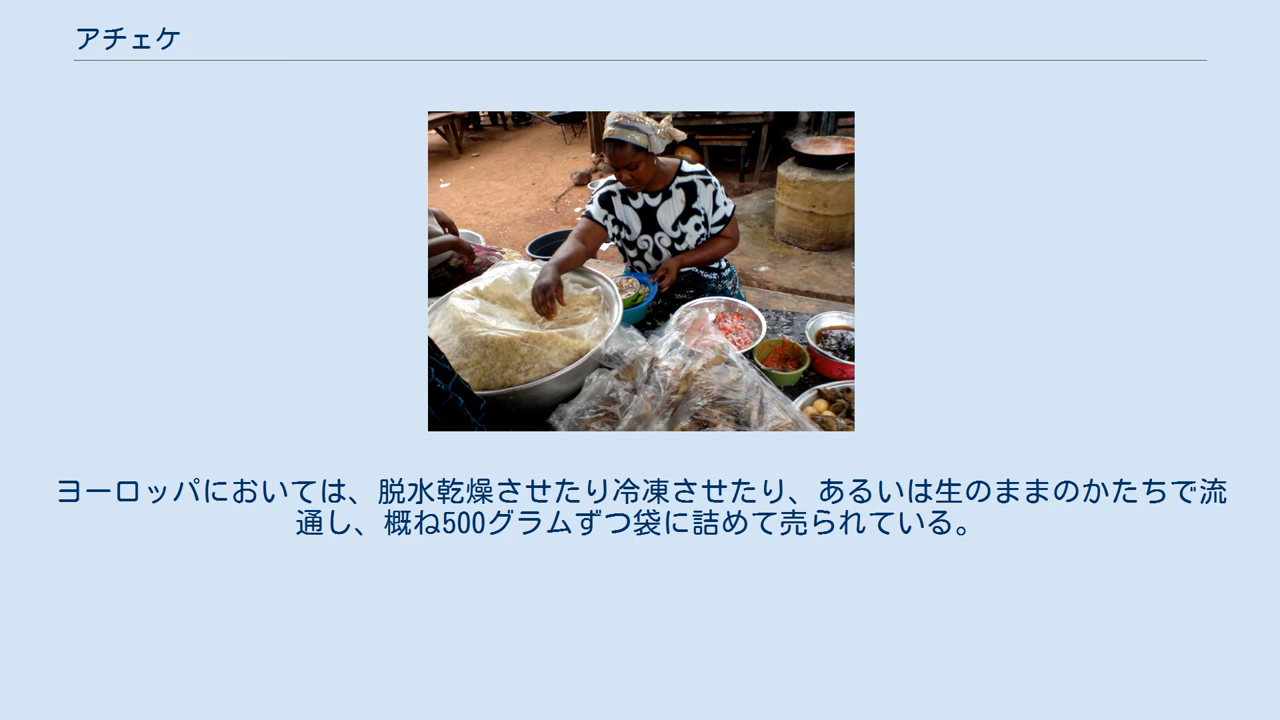 アチェケ
ヨーロッパにおいては、脱水乾燥させたり冷凍させたり、あるいは生のままのかたちで流
通し、概ね500グラムずつ袋に詰めて売られている。